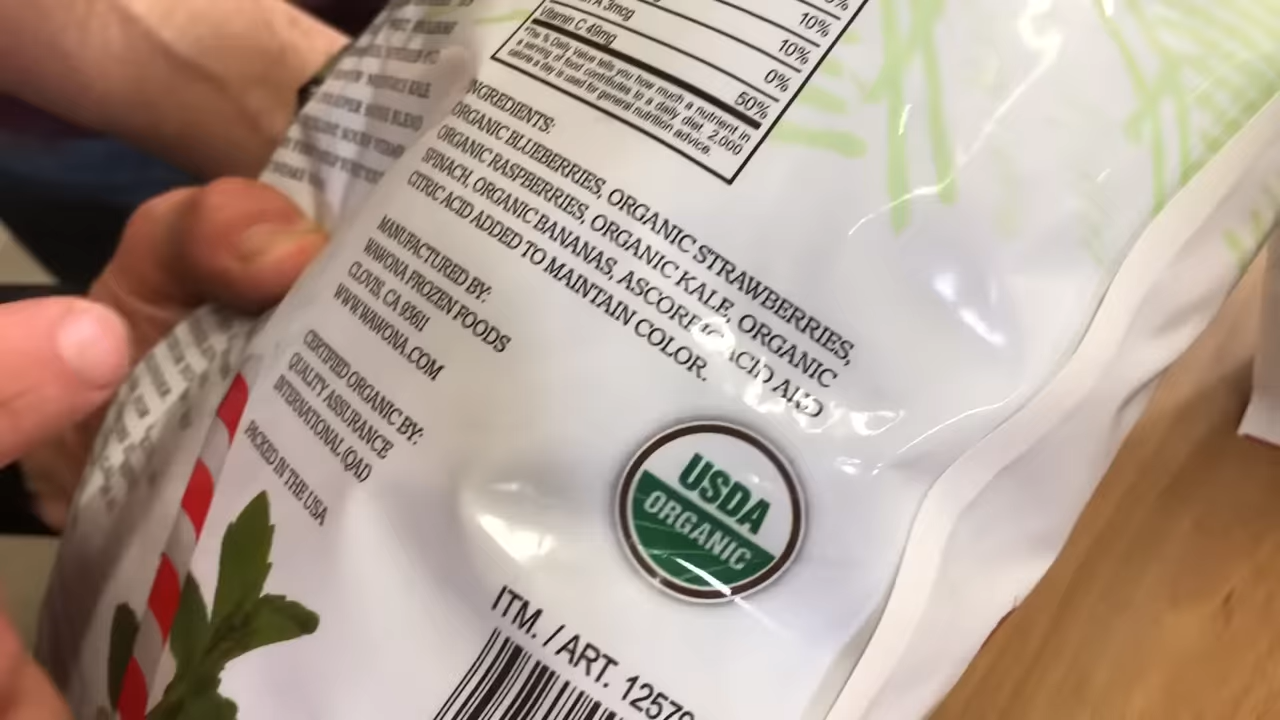 A 3mcg
10%
10%
Vitamin C 49mg
0%
50%
*The % Daily Value tells you how much a nutrient in
a serving of food contributes to a daily diet. 2,000
calorie a day is used for general nutrition advice.
INGREDIENTS:
ORGANIC BLUEBERRIES, ORGANIC STRAWBERRIES,
ORGANIC RASPBERRIES, ORGANIC KALE, ORGANIC
SPINACH, ORGANIC BANANAS, ASCORBIC ACID AND
CITRIC ACID ADDED TO MAINTAIN COLOR.
MANUFACTURED BY:
WAWONA FROZEN FOODS
CLOVIS, CA 93611
WWW.WAWONA.COM
CERTIFIED ORGANIC BY:
QUALITY ASSURANCE
INTERNATIONAL (QAI)
PACKED IN THE USA
USDA
ORGANIC
ITM. / ART. 12579